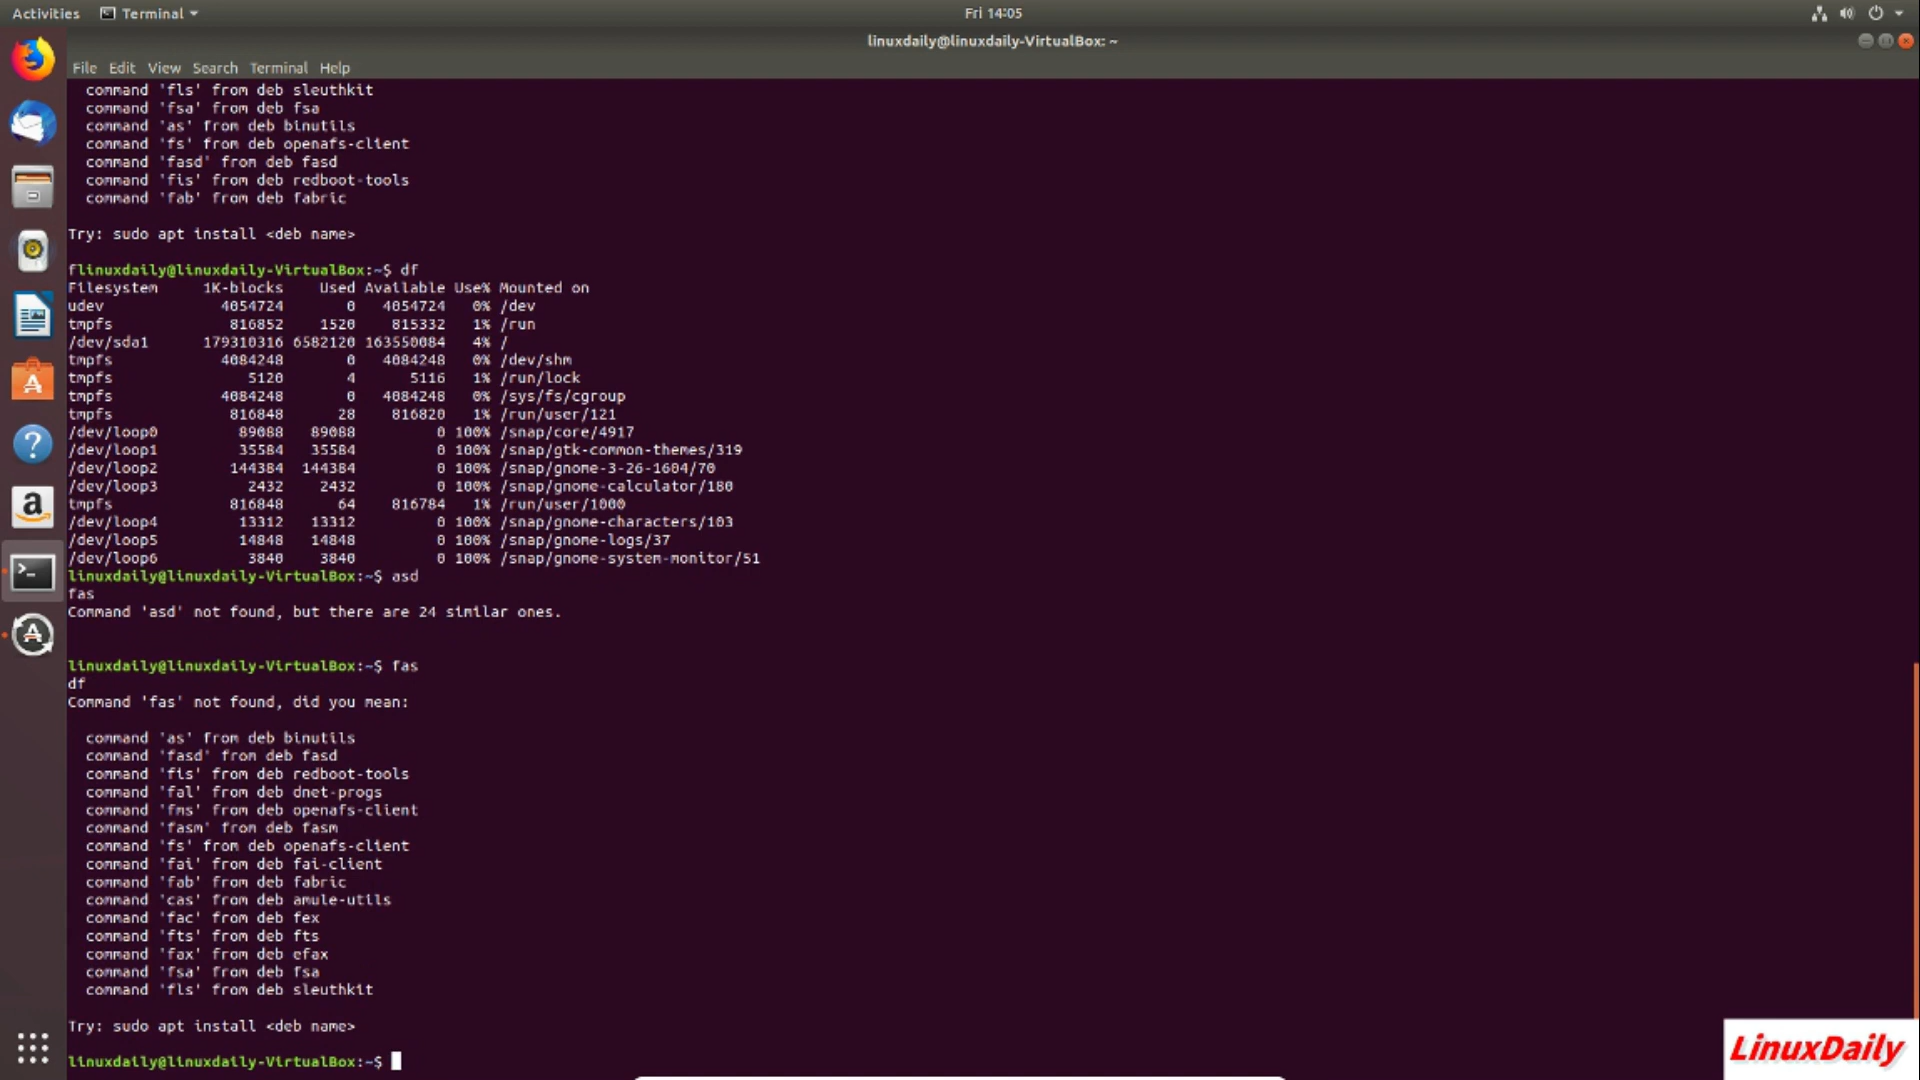 Activities Terminal Fri 14:05
linuxdaily@linuxdaily-VirtualBox: ~
File Edit View Search Terminal Help
command 'fls' from deb sleuthkit
command 'fsa' from deb fsa
command 'as' from deb binutils
command 'fs' from deb openafs-client
command 'fasd' from deb fasd
command 'fis' from deb redboot-tools
command 'fab' from deb fabric
Try: sudo apt install <deb name>
flinuxdaily@linuxdaily-VirtualBox:~$ df
Filesystem 1K-blocks Used Available Use% Mounted on
udev 4054724 0 4054724 0% /dev
tmpfs 816852 1520 815332 1% /run
/dev/sda1 179310316 6582120 163550084 4% /
tmpfs 4084248 0 4084248 0% /dev/shm
tmpfs 5120 4 5116 1% /run/lock
tmpfs 4084248 0 4084248 0% /sys/fs/cgroup
tmpfs 816848 28 816820 1% /run/user/121
/dev/loop0 89088 89088 0 100% /snap/core/4917
/dev/loop1 35584 35584 0 100% /snap/gtk-common-themes/319
/dev/loop2 144384 144384 0 100% /snap/gnome-3-26-1604/70
/dev/loop3 2432 2432 0 100% /snap/gnome-calculator/180
tmpfs 816848 64 816784 1% /run/user/1000
/dev/loop4 13312 13312 0 100% /snap/gnome-characters/103
/dev/loop5 14848 14848 0 100% /snap/gnome-logs/37
/dev/loop6 3840 3840 0 100% /snap/gnome-system-monitor/51
linuxdaily@linuxdaily-VirtualBox:~$ asd
fas
Command 'asd' not found, but there are 24 similar ones.
linuxdaily@linuxdaily-VirtualBox:~$ fas
df
Command 'fas' not found, did you mean:
command 'as' from deb binutils
command 'fasd' from deb fasd
command 'fis' from deb redboot-tools
command 'fal' from deb dnet-progs
command 'fms' from deb openafs-client
command 'fasm' from deb fasm
command 'fs' from deb openafs-client
command 'fai' from deb fai-client
command 'fab' from deb fabric
command 'cas' from deb amule-utils
command 'fac' from deb fex
command 'fts' from deb fts
command 'fax' from deb efax
command 'fsa' from deb fsa
command 'fls' from deb sleuthkit
Try: sudo apt install <deb name>
linuxdaily@linuxdaily-VirtualBox:~$
LinuxDaily